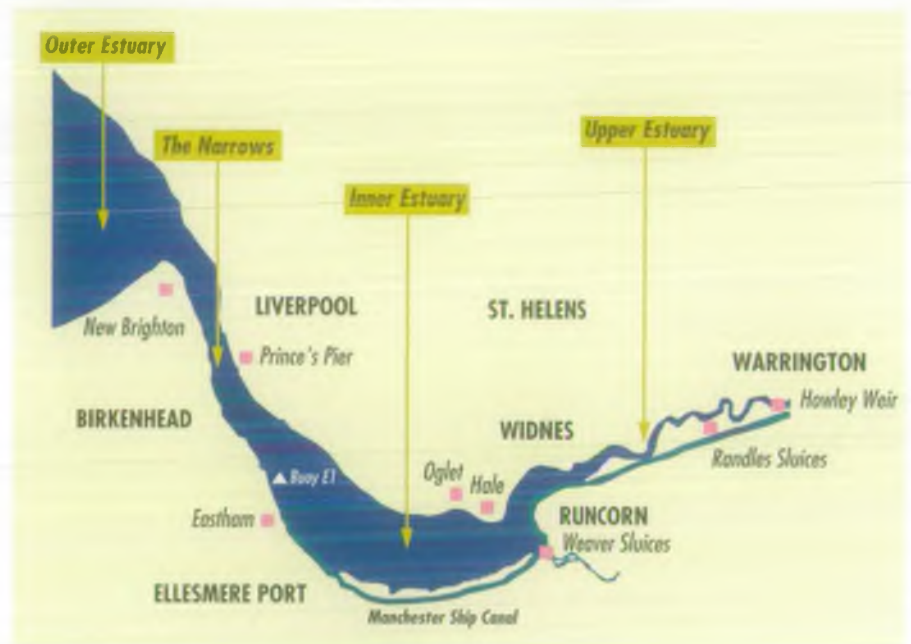 Outer Estuary
The Narrows
Upper Estuary
Inner Estuary
LIVERPOOL
ST. HELENS
New Brighton
Prince's Pier
WARRINGTON
Howley Weir
BIRKENHEAD
WIDNES
Randles Sluices
Buoy E1
Oglet
Hale
Eastham
RUNCORN
Weaver Sluices
ELLESMERE PORT
Manchester Ship Canal